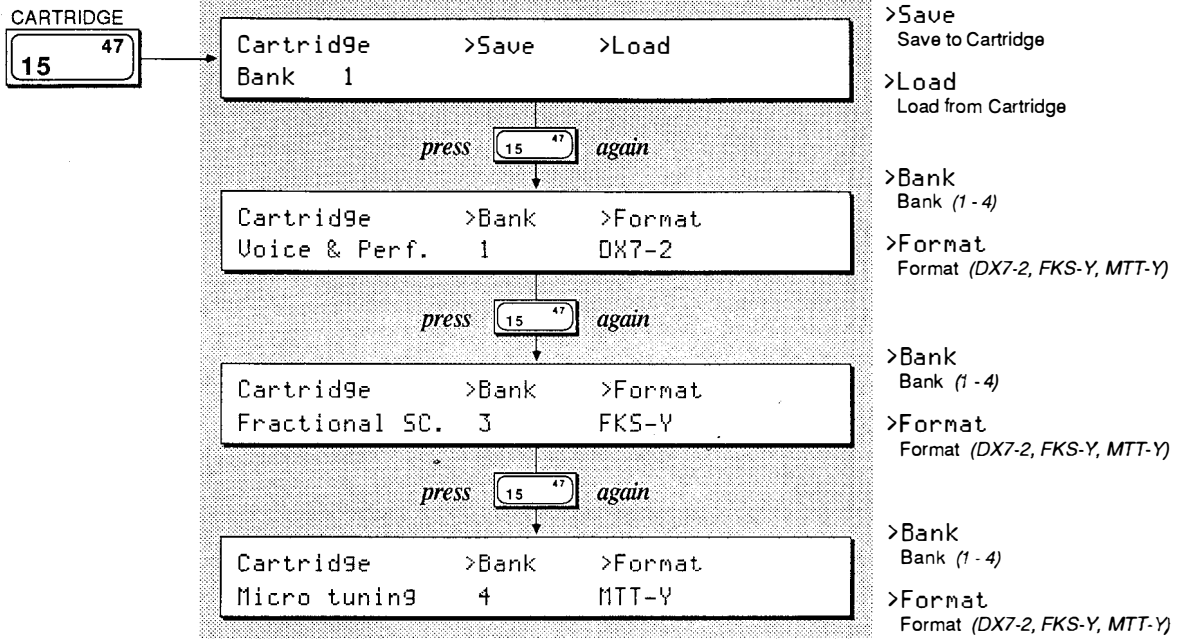 CARTRIDGE
15 47
Cartridge >Save >Load
Bank 1
press 15 47 again
Cartridge >Bank >Format
Voice & Perf. 1 DX7-2
press 15 47 again
Cartridge >Bank >Format
Fractional SC. 3 FKS-Y
press 15 47 again
Cartridge >Bank >Format
Micro tuning 4 MTT-Y
>Save
Save to Cartridge
>Load
Load from Cartridge
>Bank
Bank (1 - 4)
>Format
Format (DX7-2, FKS-Y, MTT-Y)
>Bank
Bank (1 - 4)
>Format
Format (DX7-2, FKS-Y, MTT-Y)
>Bank
Bank (1 - 4)
>Format
Format (DX7-2, FKS-Y, MTT-Y)